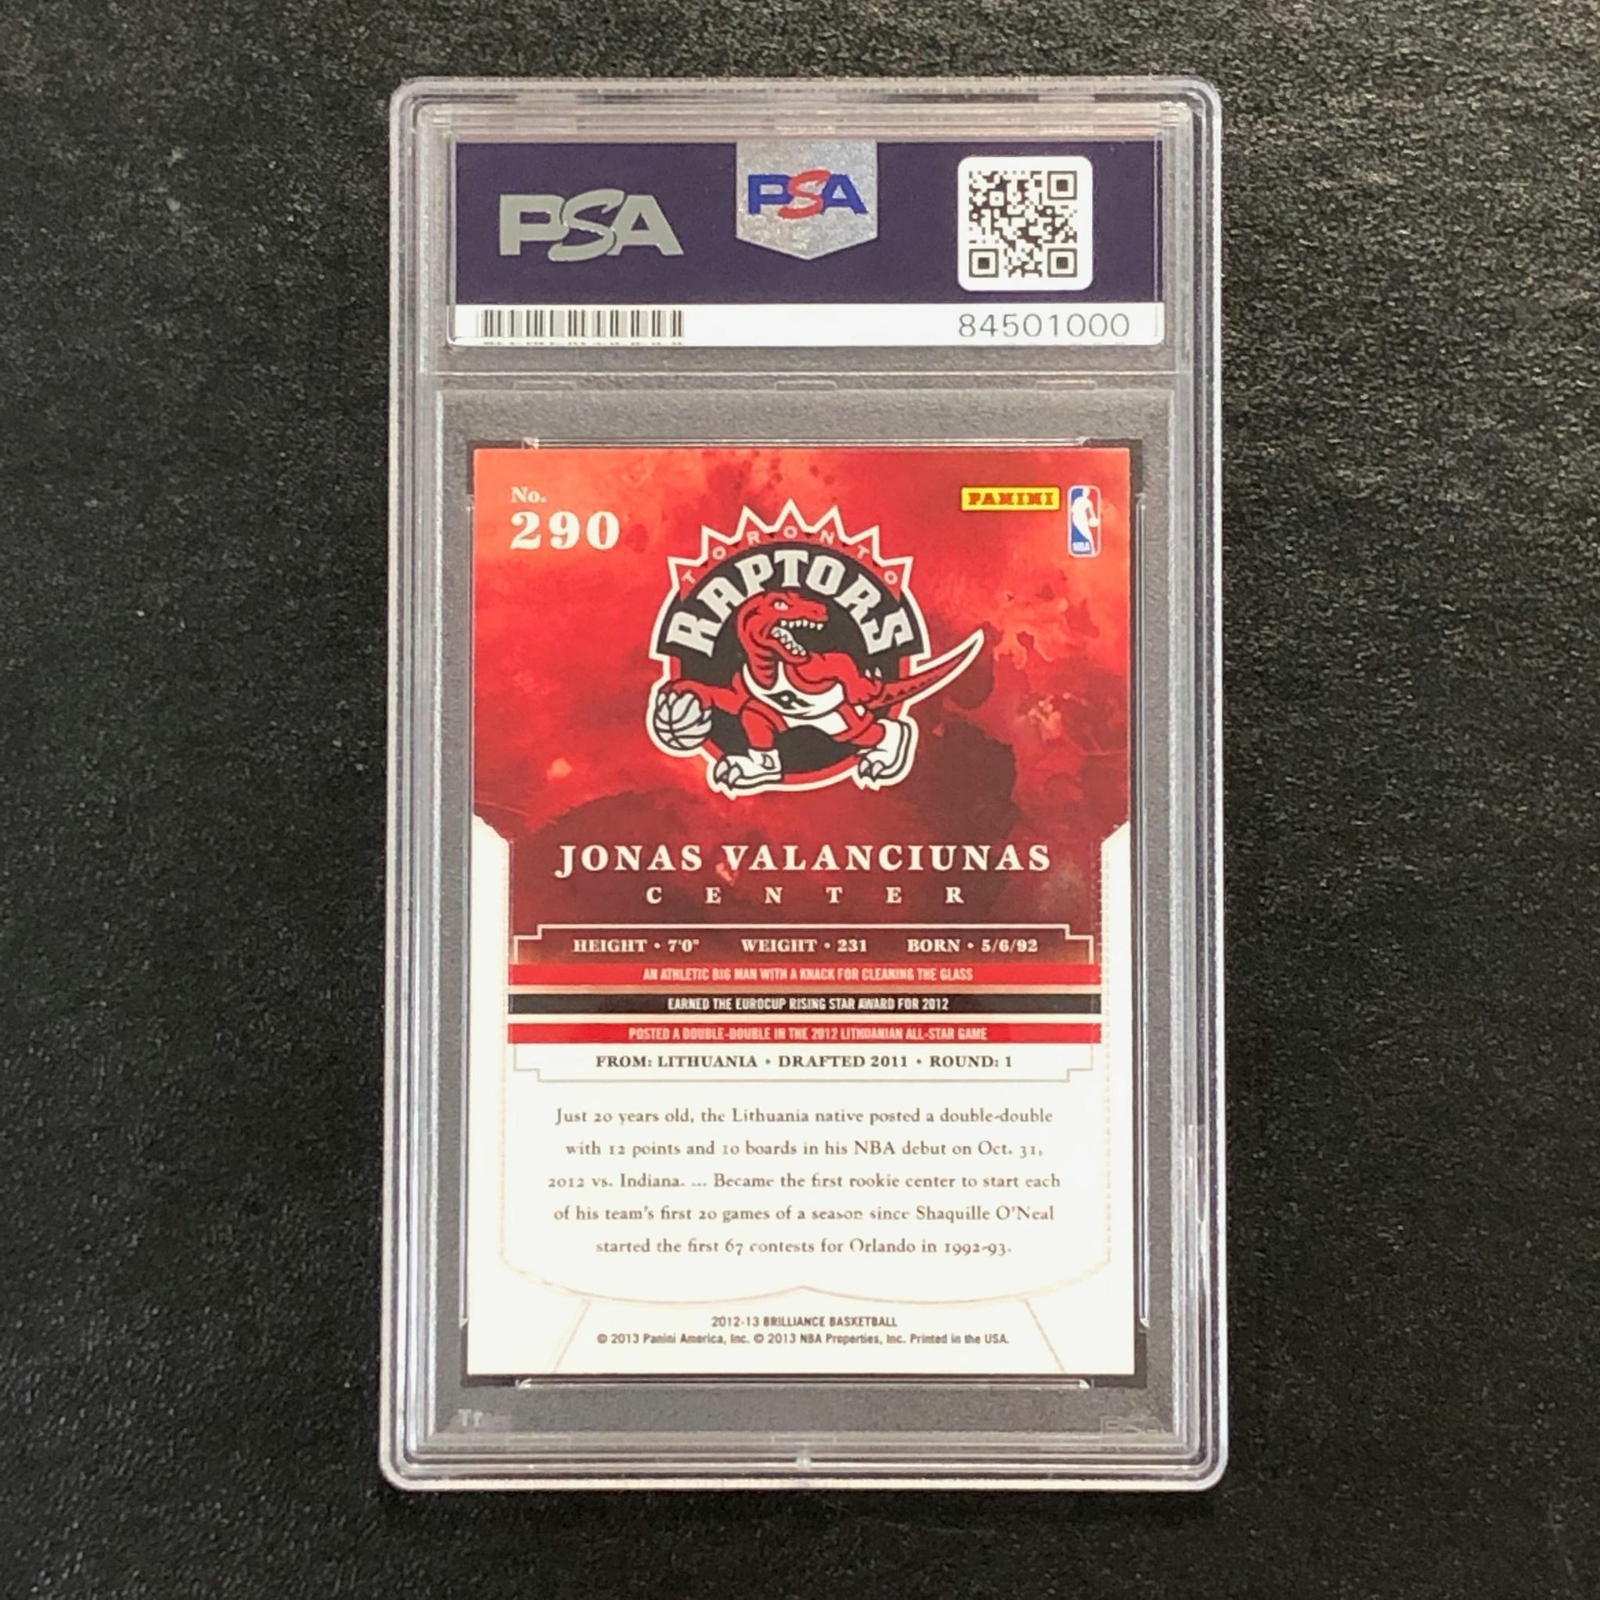 PSA
PSA
84501000
No.
290
PANINI
NBA
TORONTO
RAPTORS
JONAS VALANCIUNAS
CENTER
HEIGHT • 7'0" WEIGHT • 231 BORN • 5/6/92
AN ATHLETIC BIG MAN WITH A KNACK FOR CLEANING THE GLASS
EARNED THE EUROCUP RISING STAR AWARD FOR 2012
POSTED A DOUBLE-DOUBLE IN THE 2012 LITHUANIAN ALL-STAR GAME
FROM: LITHUANIA • DRAFTED 2011 • ROUND: 1
Just 20 years old, the Lithuania native posted a double-double
with 12 points and 10 boards in his NBA debut on Oct. 31,
2012 vs. Indiana. ... Became the first rookie center to start each
of his team's first 20 games of a season since Shaquille O'Neal
started the first 67 contests for Orlando in 1992-93.
2012-13 BRILLIANCE BASKETBALL
© 2013 Panini America, Inc. © 2013 NBA Properties, Inc. Printed in the USA.
PSA